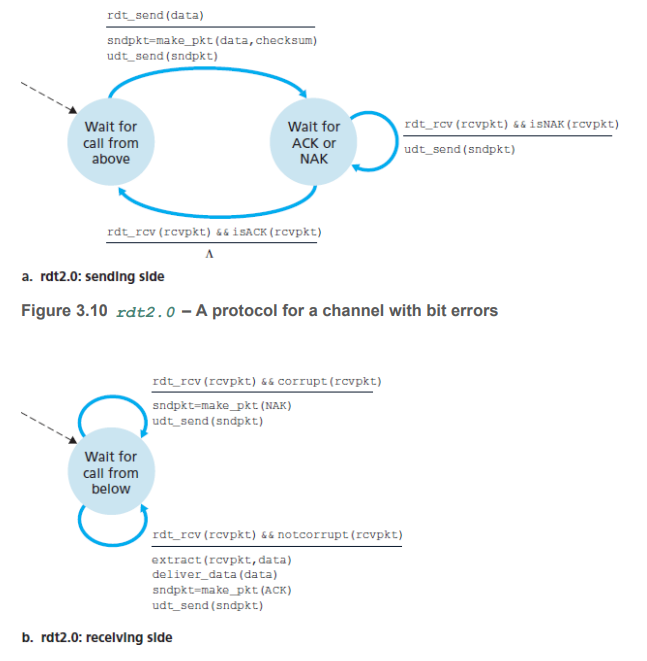 rdt_send(data)
sndpkt=make_pkt(data,checksum)
udt_send(sndpkt)
Wait for
call from
above
Wait for
ACK or
NAK
rdt_rcv(rcvpkt) && isNAK(rcvpkt)
udt_send(sndpkt)
rdt_rcv(rcvpkt) && isACK(rcvpkt)
Λ
a. rdt2.0: sending side
Figure 3.10 rdt2.0 – A protocol for a channel with bit errors
rdt_rcv(rcvpkt) && corrupt(rcvpkt)
sndpkt=make_pkt(NAK)
udt_send(sndpkt)
Wait for
call from
below
rdt_rcv(rcvpkt) && notcorrupt(rcvpkt)
extract(rcvpkt,data)
deliver_data(data)
sndpkt=make_pkt(ACK)
udt_send(sndpkt)
b. rdt2.0: receiving side